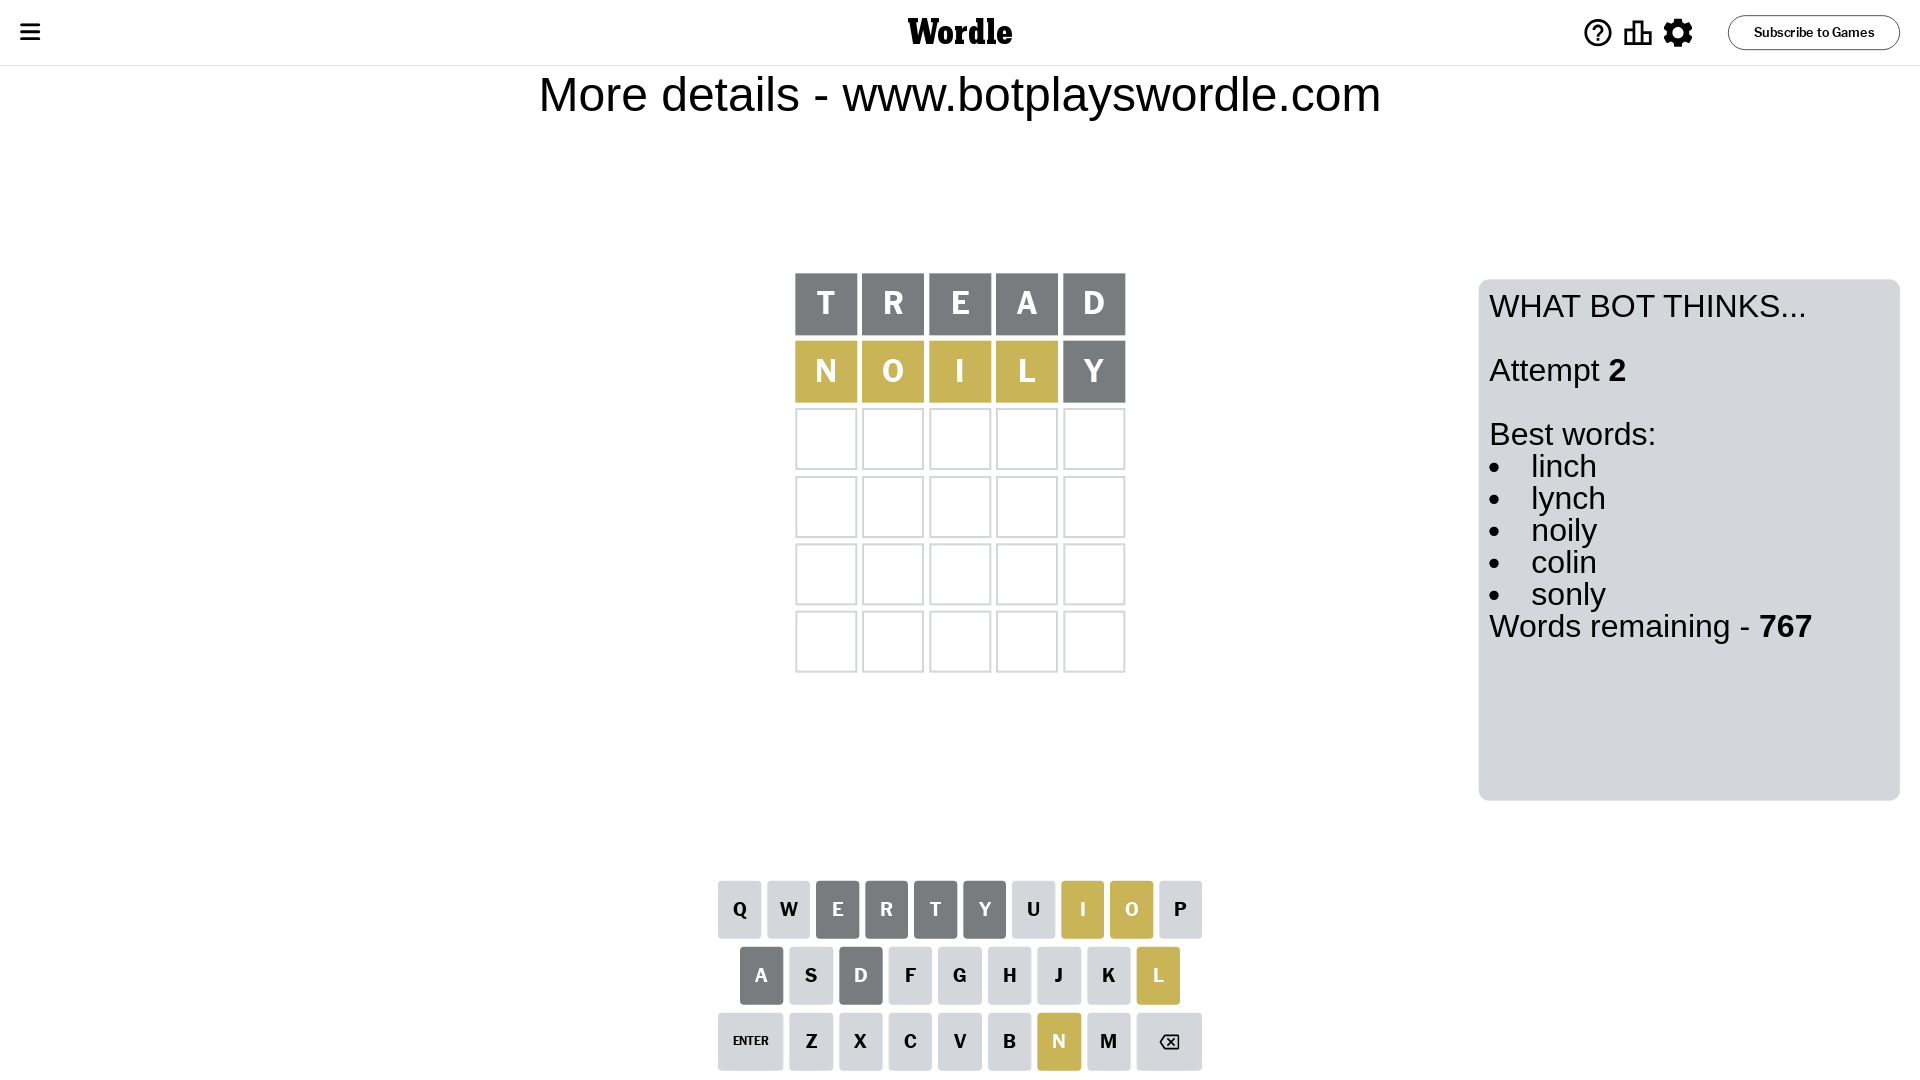 Wordle
Subscribe to Games
More details - www.botplayswordle.com
T R E A D
N O I L Y
WHAT BOT THINKS...
Attempt 2
Best words:
• linch
• lynch
• noily
• colin
• sonly
Words remaining - 767
Q W E R T Y U I O P
A S D F G H J K L
ENTER Z X C V B N M